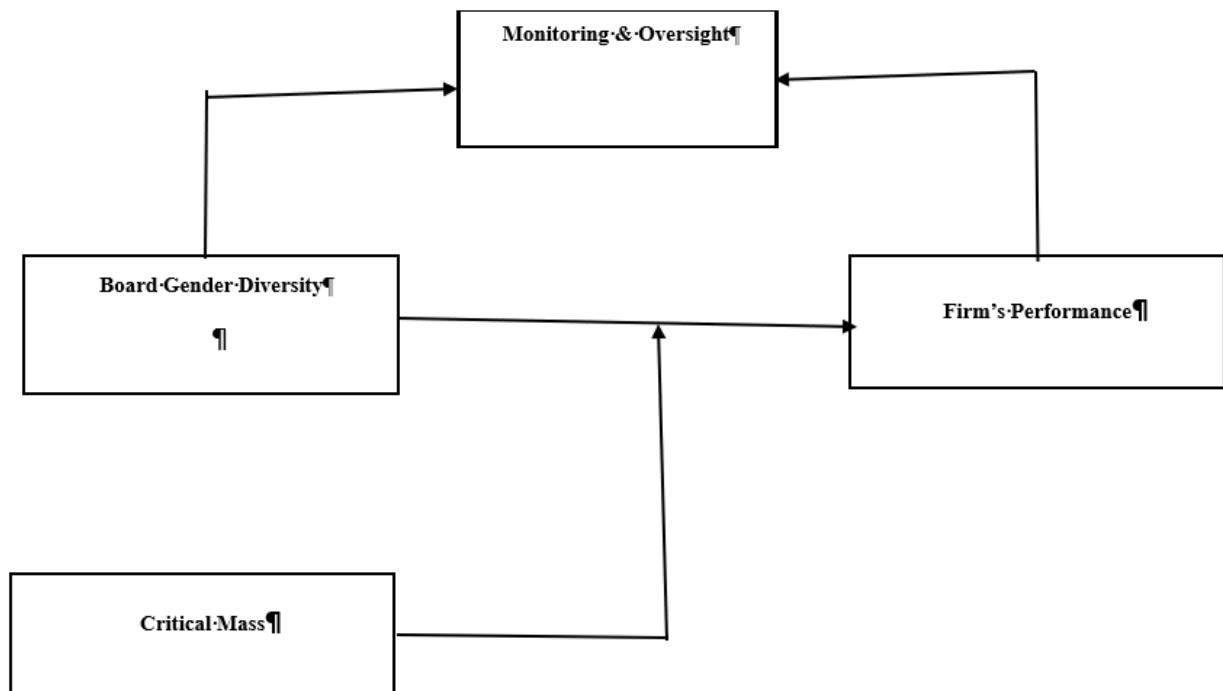 Monitoring·&·Oversight¶
Board·Gender·Diversity¶
¶
Firm’s·Performance¶
Critical·Mass¶